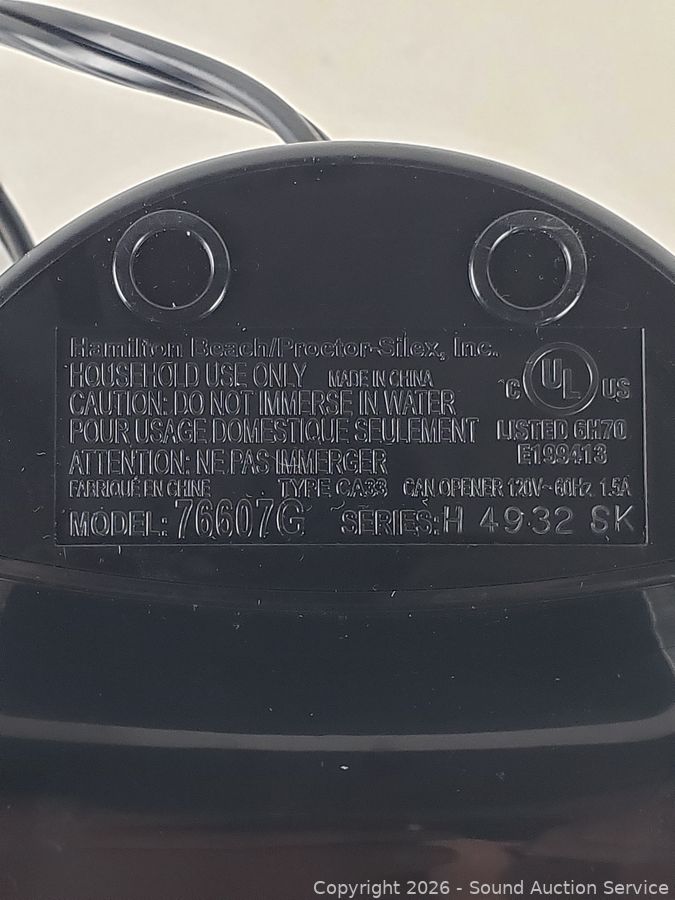 Hamilton Beach/Proctor-Silex, Inc.
HOUSEHOLD USE ONLY MADE IN CHINA
CAUTION: DO NOT IMMERSE IN WATER
POUR USAGE DOMESTIQUE SEULEMENT
ATTENTION: NE PAS IMMERGER
FABRIQUÉ EN CHINE TYPE CA33 CAN OPENER 120V~ 60Hz 1.5A
MODEL: 76607G SERIES: H 4932 SK
C UL US
LISTED 6H70
E199413
Copyright 2026 - Sound Auction Service